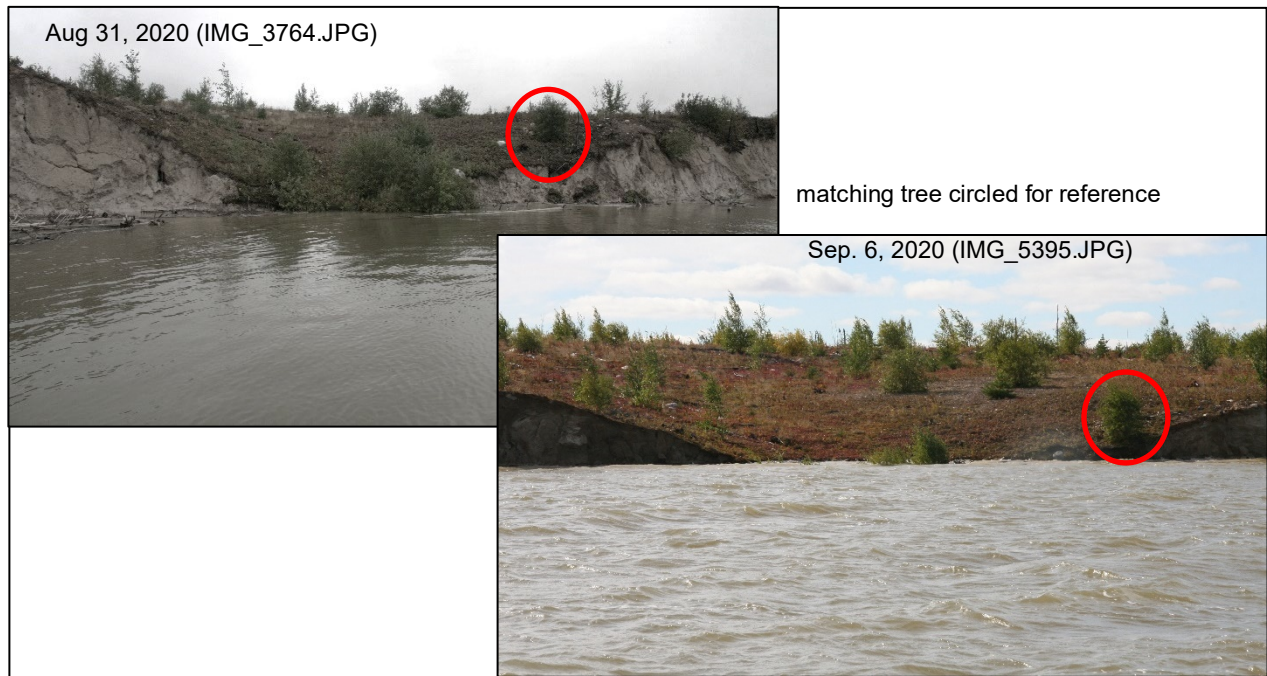 Aug 31, 2020 (IMG_3764.JPG)
matching tree circled for reference
Sep. 6, 2020 (IMG_5395.JPG)